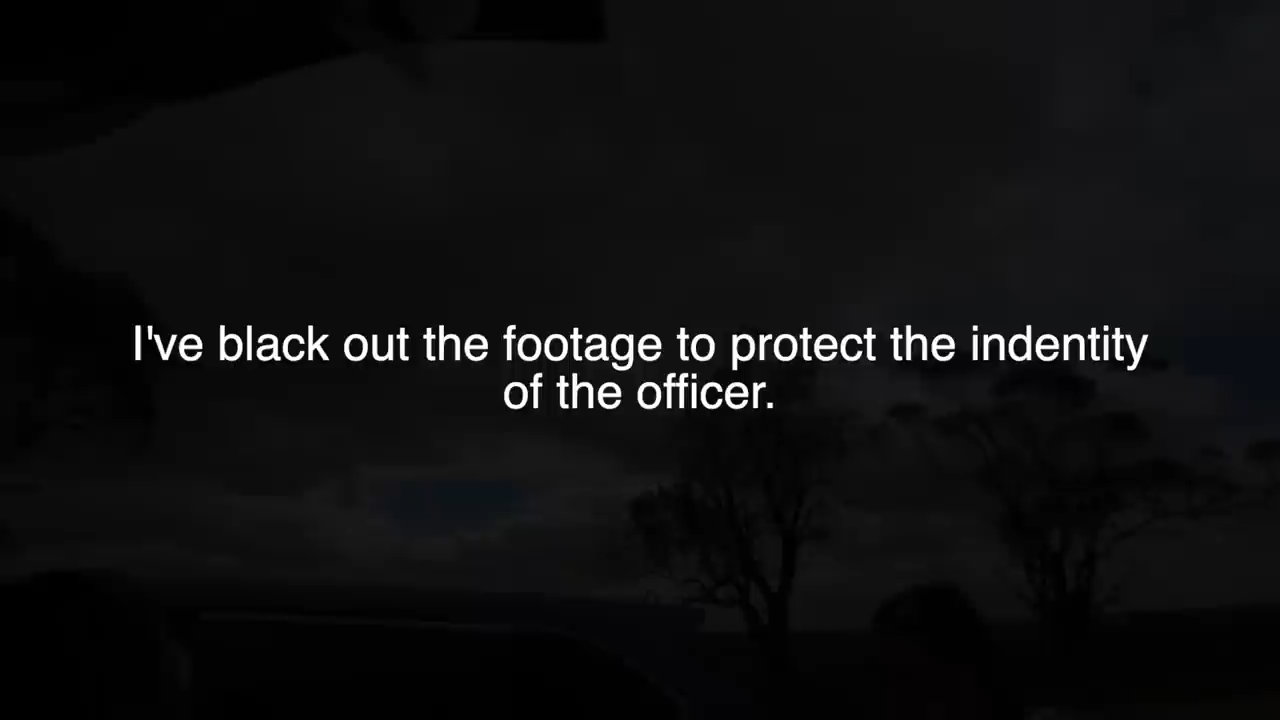 I've black out the footage to protect the indentity
of the officer.